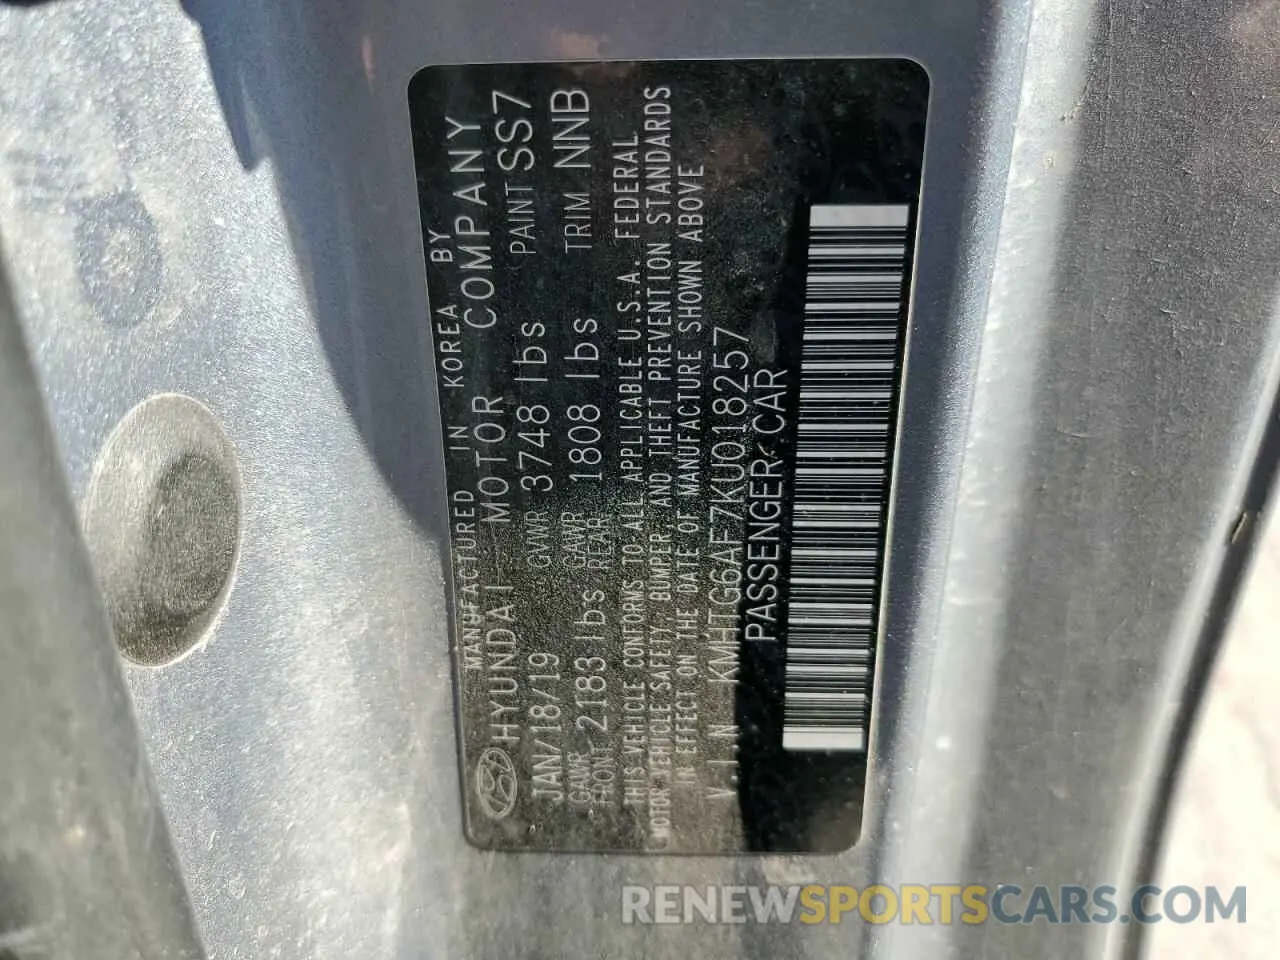 MANUFACTURED IN KOREA BY
HYUNDAI MOTOR COMPANY
JAN/18/19 GVWR 3748 lbs PAINT SS7
GAWR FRONT 2183 lbs GAWR REAR 1808 lbs TRIM NNB
THIS VEHICLE CONFORMS TO ALL APPLICABLE U.S.A. FEDERAL
MOTOR VEHICLE SAFETY, BUMPER, AND THEFT PREVENTION STANDARDS
IN EFFECT ON THE DATE OF MANUFACTURE SHOWN ABOVE
V.I.N KMHTG6AF7KU018257
PASSENGER CAR
RENEWSPORTSCARS.COM